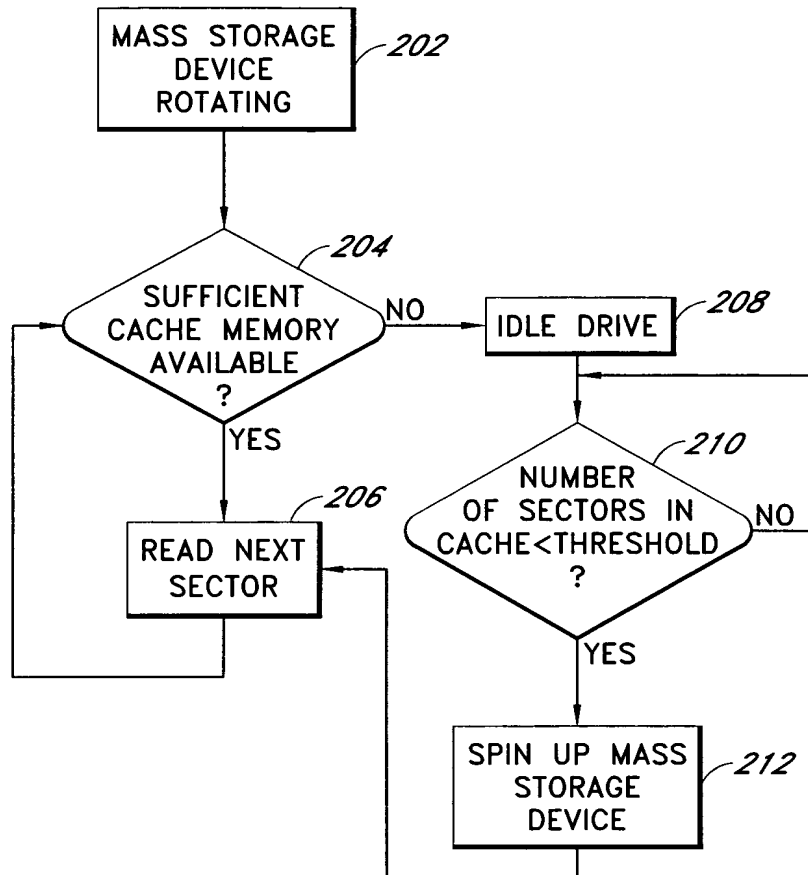 MASS STORAGE
DEVICE
ROTATING
202
204
SUFFICIENT
CACHE MEMORY
AVAILABLE
?
NO
YES
IDLE DRIVE
208
206
READ NEXT
SECTOR
210
NUMBER
OF SECTORS IN
CACHE<THRESHOLD
?
NO
YES
SPIN UP MASS
STORAGE
DEVICE
212